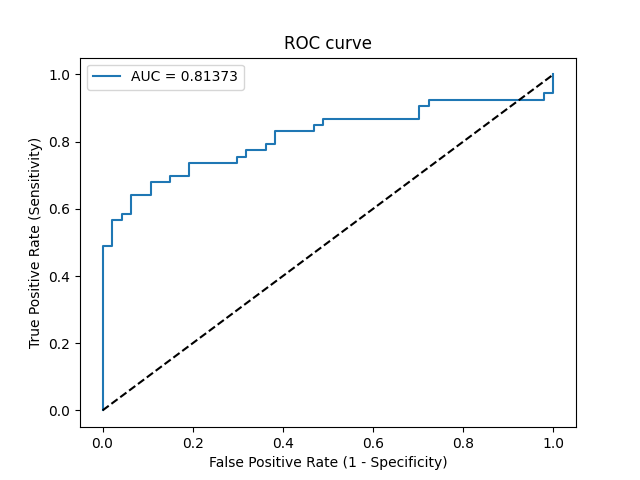 ROC curve
AUC = 0.81373
True Positive Rate (Sensitivity)
1.0
0.8
0.6
0.4
0.2
0.0
0.0 0.2 0.4 0.6 0.8 1.0
False Positive Rate (1 - Specificity)